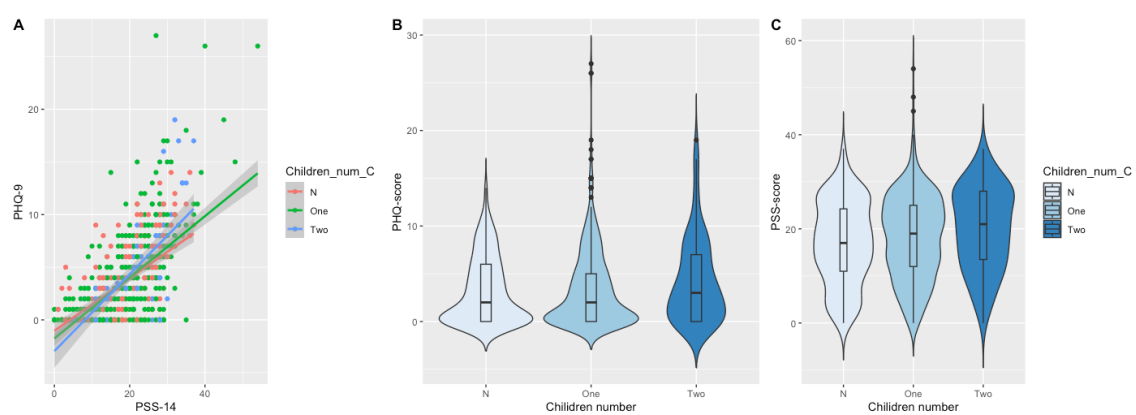 A
PHQ-9
20
10
0
0
20
40
PSS-14
Children_num_C
N
One
Two
B
PHQ-score
30
20
10
0
N
One
Two
Chilidren number
C
PSS-score
60
40
20
0
N
One
Two
Chilidren number
Children_num_C
N
One
Two